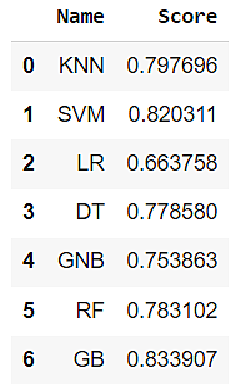 Name Score
0 KNN 0.797696
1 SVM 0.820311
2 LR 0.663758
3 DT 0.778580
4 GNB 0.753863
5 RF 0.783102
6 GB 0.833907